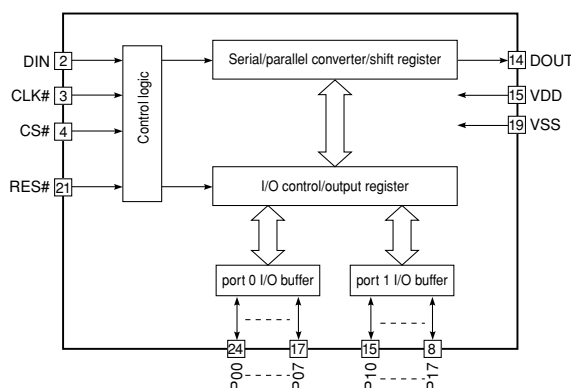 DIN 2
CLK# 3
CS# 4
RES# 21
Control logic
Serial/parallel converter/shift register
14 DOUT
15 VDD
19 VSS
I/O control/output register
port 0 I/O buffer
port 1 I/O buffer
24
17
15
8
P00
P07
P10
P17